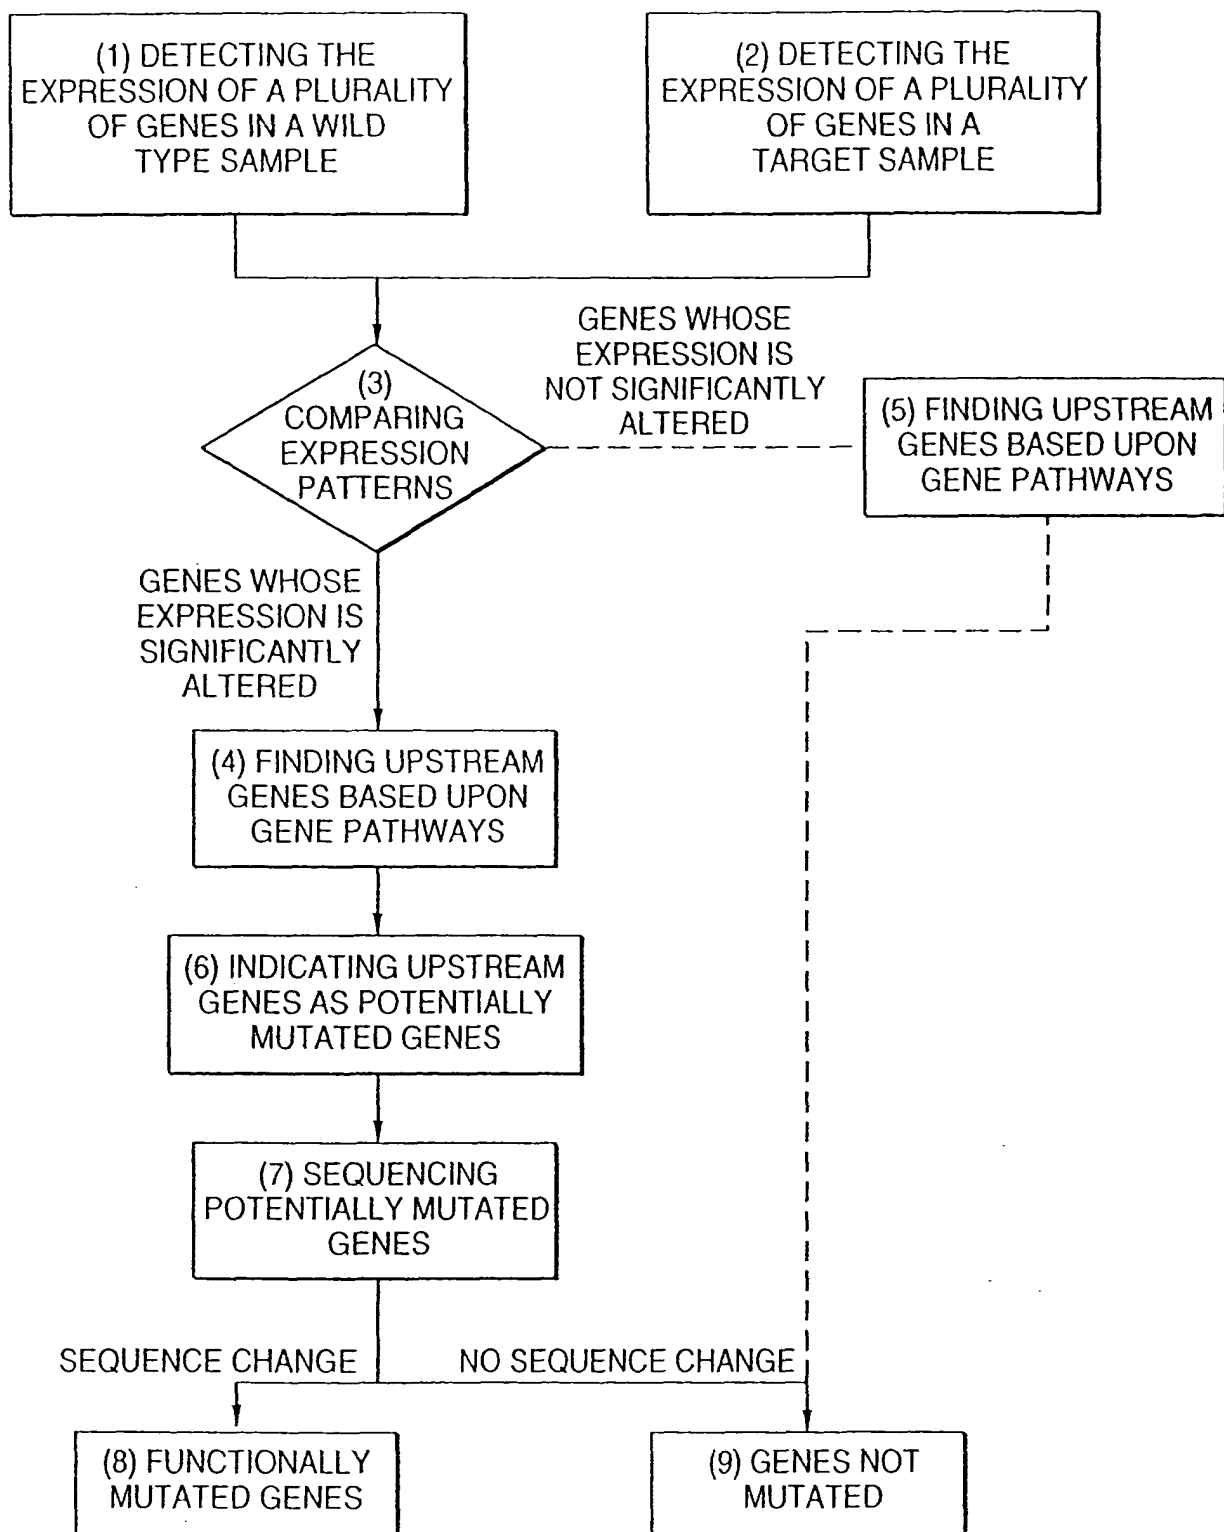 (1) DETECTING THE
EXPRESSION OF A PLURALITY
OF GENES IN A WILD
TYPE SAMPLE
(2) DETECTING THE
EXPRESSION OF A PLURALITY
OF GENES IN A
TARGET SAMPLE
(3)
COMPARING
EXPRESSION
PATTERNS
GENES WHOSE
EXPRESSION IS
NOT SIGNIFICANTLY
ALTERED
(5) FINDING UPSTREAM
GENES BASED UPON
GENE PATHWAYS
GENES WHOSE
EXPRESSION IS
SIGNIFICANTLY
ALTERED
(4) FINDING UPSTREAM
GENES BASED UPON
GENE PATHWAYS
(6) INDICATING UPSTREAM
GENES AS POTENTIALLY
MUTATED GENES
(7) SEQUENCING
POTENTIALLY MUTATED
GENES
SEQUENCE CHANGE
NO SEQUENCE CHANGE
(8) FUNCTIONALLY
MUTATED GENES
(9) GENES NOT
MUTATED